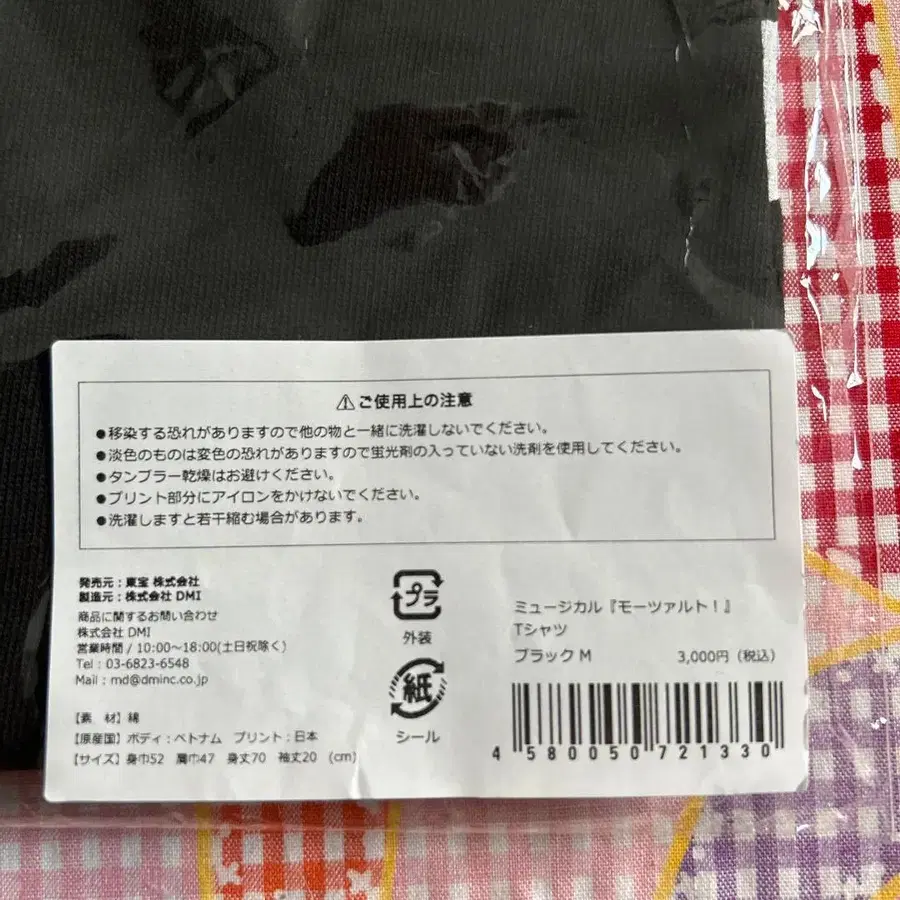 ⚠ご使用上の注意
●移染する恐れがありますので他の物と一緒に洗濯しないでください。
●淡色のものは変色の恐れがありますので蛍光剤の入っていない洗剤を使用してください。
●タンブラー乾燥はお避けください。
●プリント部分にアイロンをかけないでください。
●洗濯しますと若干縮む場合があります。
発売元：東宝 株式会社
製造元：株式会社 DMI
商品に関するお問い合わせ
株式会社 DMI
営業時間 / 10:00～18:00(土日祝除く)
Tel : 03-6823-6548
Mail : md@dminc.co.jp
【素　材】綿
【原産国】ボディ：ベトナム　プリント：日本
【サイズ】身巾52　肩巾47　身丈70　袖丈20　(cm)
プラ
外装
紙
シール
ミュージカル『モーツァルト！』
Tシャツ
ブラック M　3,000円（税込）
4 580050 721330